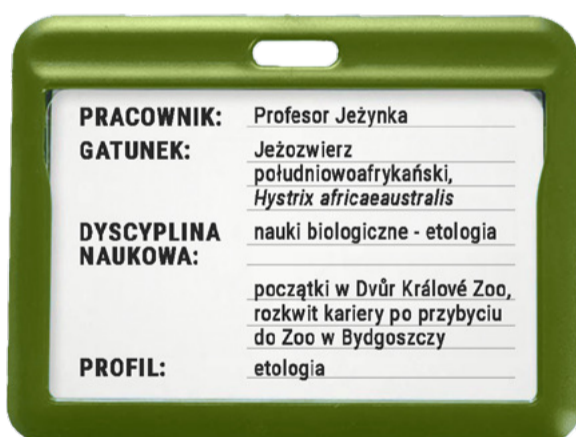 PRACOWNIK: Profesor Jeżynka
GATUNEK: Jeżozwierz
południowoafrykański,
Hystrix africaeaustralis
DYSCYPLINA nauki biologiczne - etologia
NAUKOWA:
początki w Dvůr Králové Zoo,
rozkwit kariery po przybyciu
do Zoo w Bydgoszczy
PROFIL: etologia